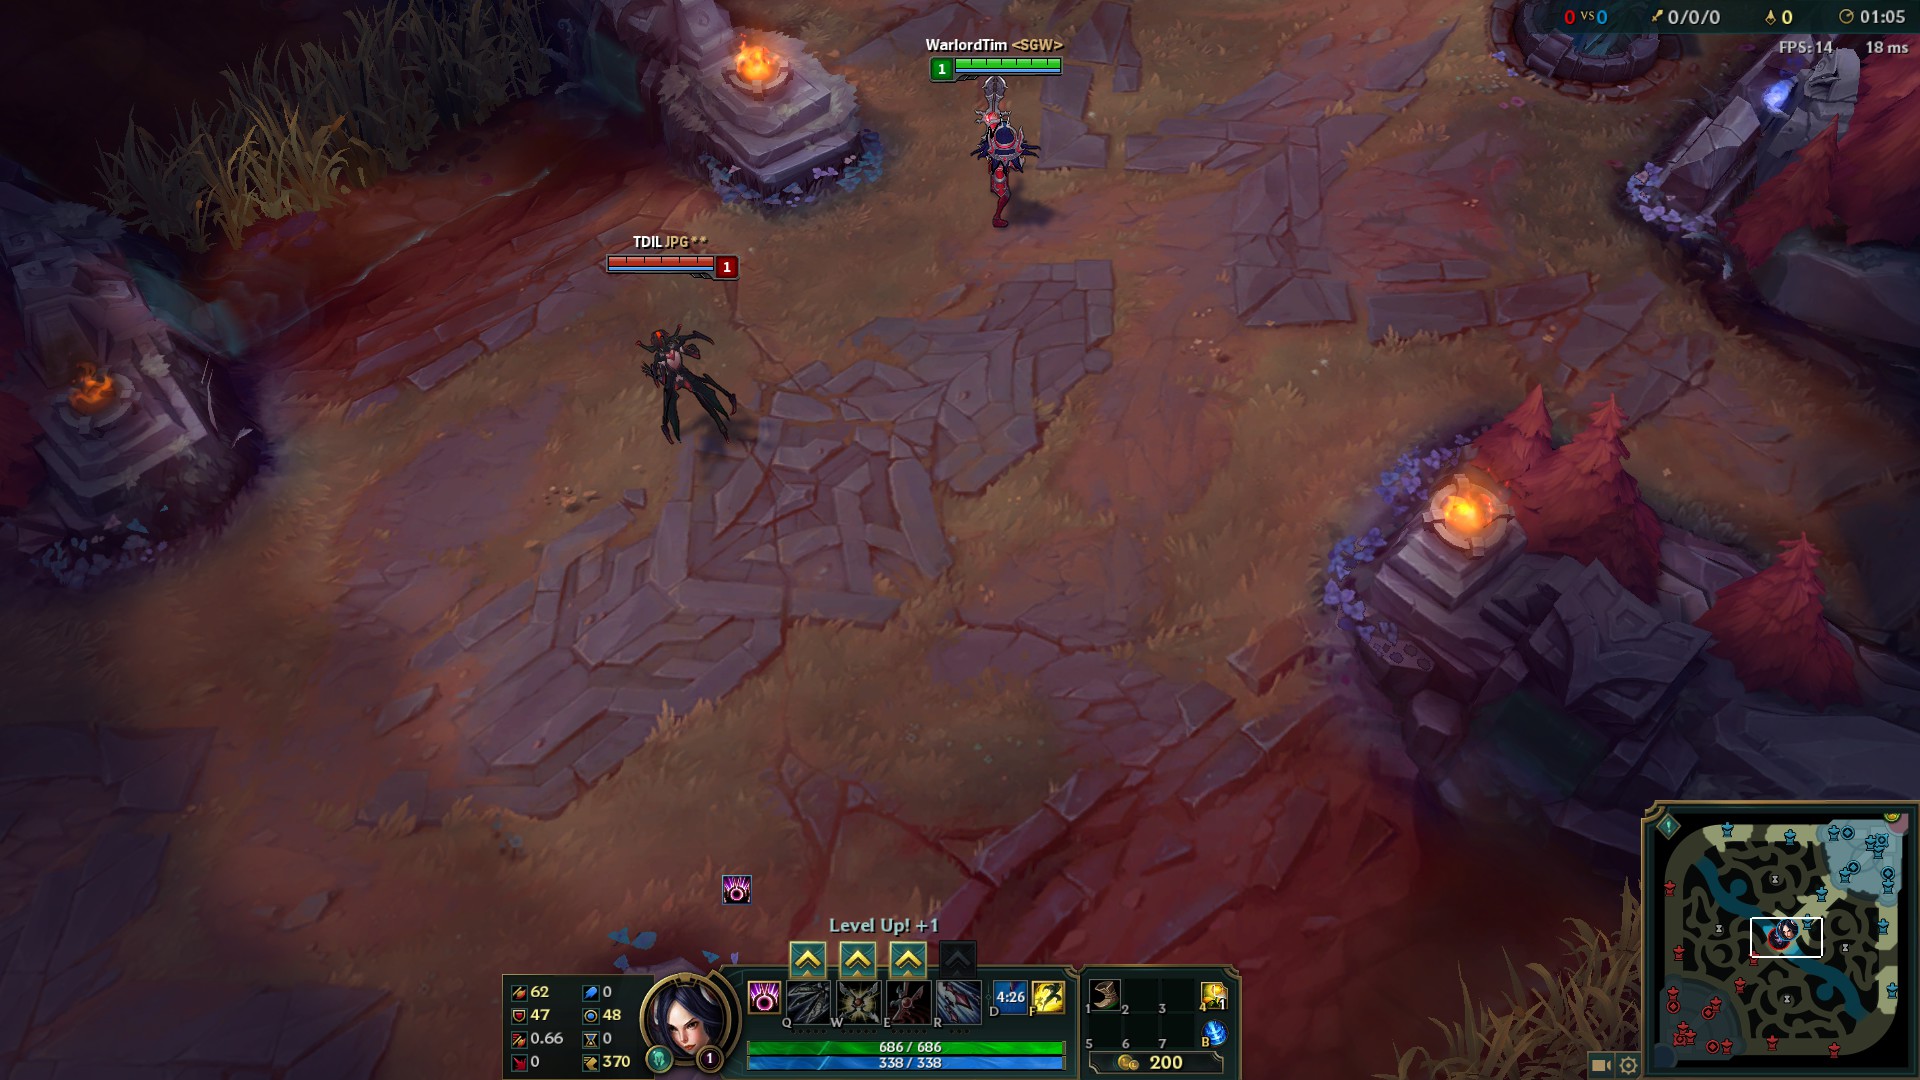 0 VS 0 0/0/0 0 01:05
FPS: 14 18 ms
WarlordTim <SGW>
1
TDIL JPG **
1
Level Up! +1
62 0
47 48
0.66 0
0 370
1
Q W E R
4:26 D F
686 / 686
338 / 338
1 2 3 4 1
5 6 7 B
200